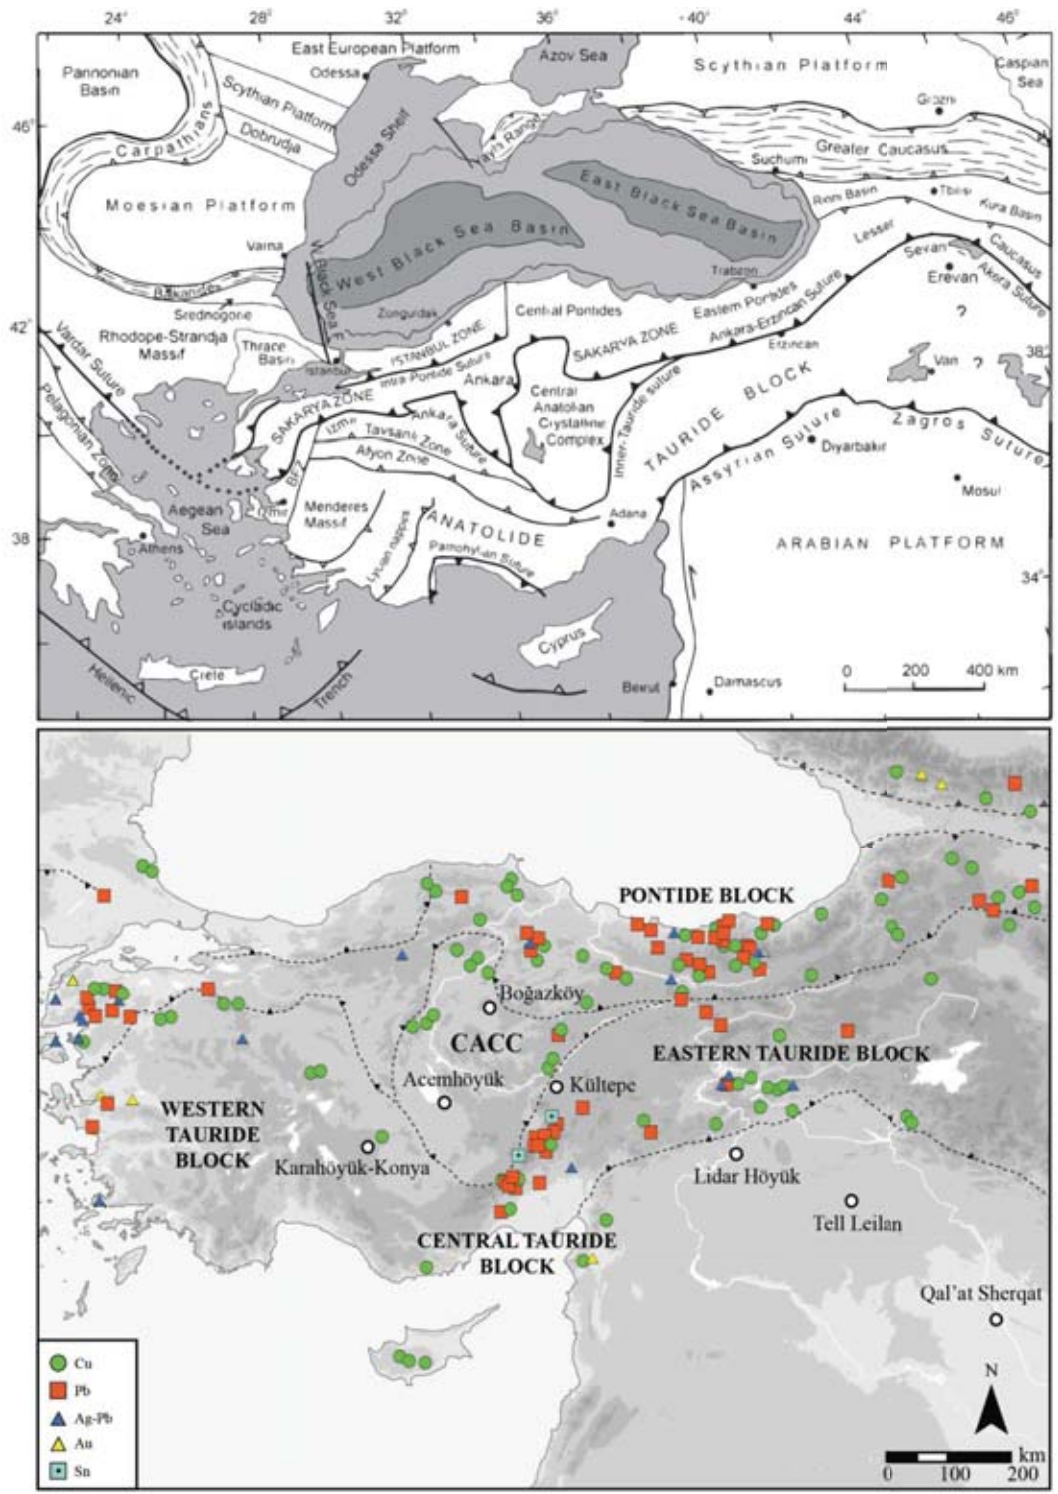 24°
28°
32°
36°
40°
44°
46°
Pannonian
Basin
East European Platform
Odessa
Azov Sea
Scythian Platform
Caspian
Sea
Scythian Platform
Dobrudja
Odessa Shelf
46°
Carpathians
Greater Caucasus
Suchumi
Rioni Basin
Tbilisi
Kura Basin
East Black Sea Basin
Moesian Platform
West Black Sea Basin
Lesser
Caucasus
Varna
W Black Sea F
Sevan
Erevan
Akera Suture
Trabzon
Balkanides
Srednogorie
Zonguldak
Central Pontides
Eastern Pontides
?
42°
Rhodope-Strandja
Massif
Thrace
Basin
Istanbul
ISTANBUL ZONE
Intra Pontide Suture
SAKARYA ZONE
Ankara-Erzincan Suture
Erzincan
Van
?
38°
Vardar Suture
Pelagonian Zone
SAKARYA ZONE
Ankara
Ankara Suture
Central
Anatolian
Crystalline
Complex
Inner-Tauride suture
TAURIDE BLOCK
Izmir
Tavsanlı Zone
Afyon Zone
BFZ
Assyrian Suture
Zagros Suture
Diyarbakır
Mosul
Aegean
Sea
Izmir
Menderes
Massif
Lycian nappes
ANATOLIDE
Adana
38
Athens
Pamphylian Suture
ARABIAN PLATFORM
34°
Cycladic
islands
Cyprus
Crete
Hellenic
Trench
Beirut
Damascus
0 200 400 km
PONTIDE BLOCK
Boğazköy
CACC
EASTERN TAURIDE BLOCK
Acemhöyük
Kültepe
WESTERN
TAURIDE
BLOCK
Karahöyük-Konya
Lidar Höyük
Tell Leilan
CENTRAL TAURIDE
BLOCK
Qal'at Sherqat
Cu
Pb
Ag-Pb
Au
Sn
N
km
0 100 200